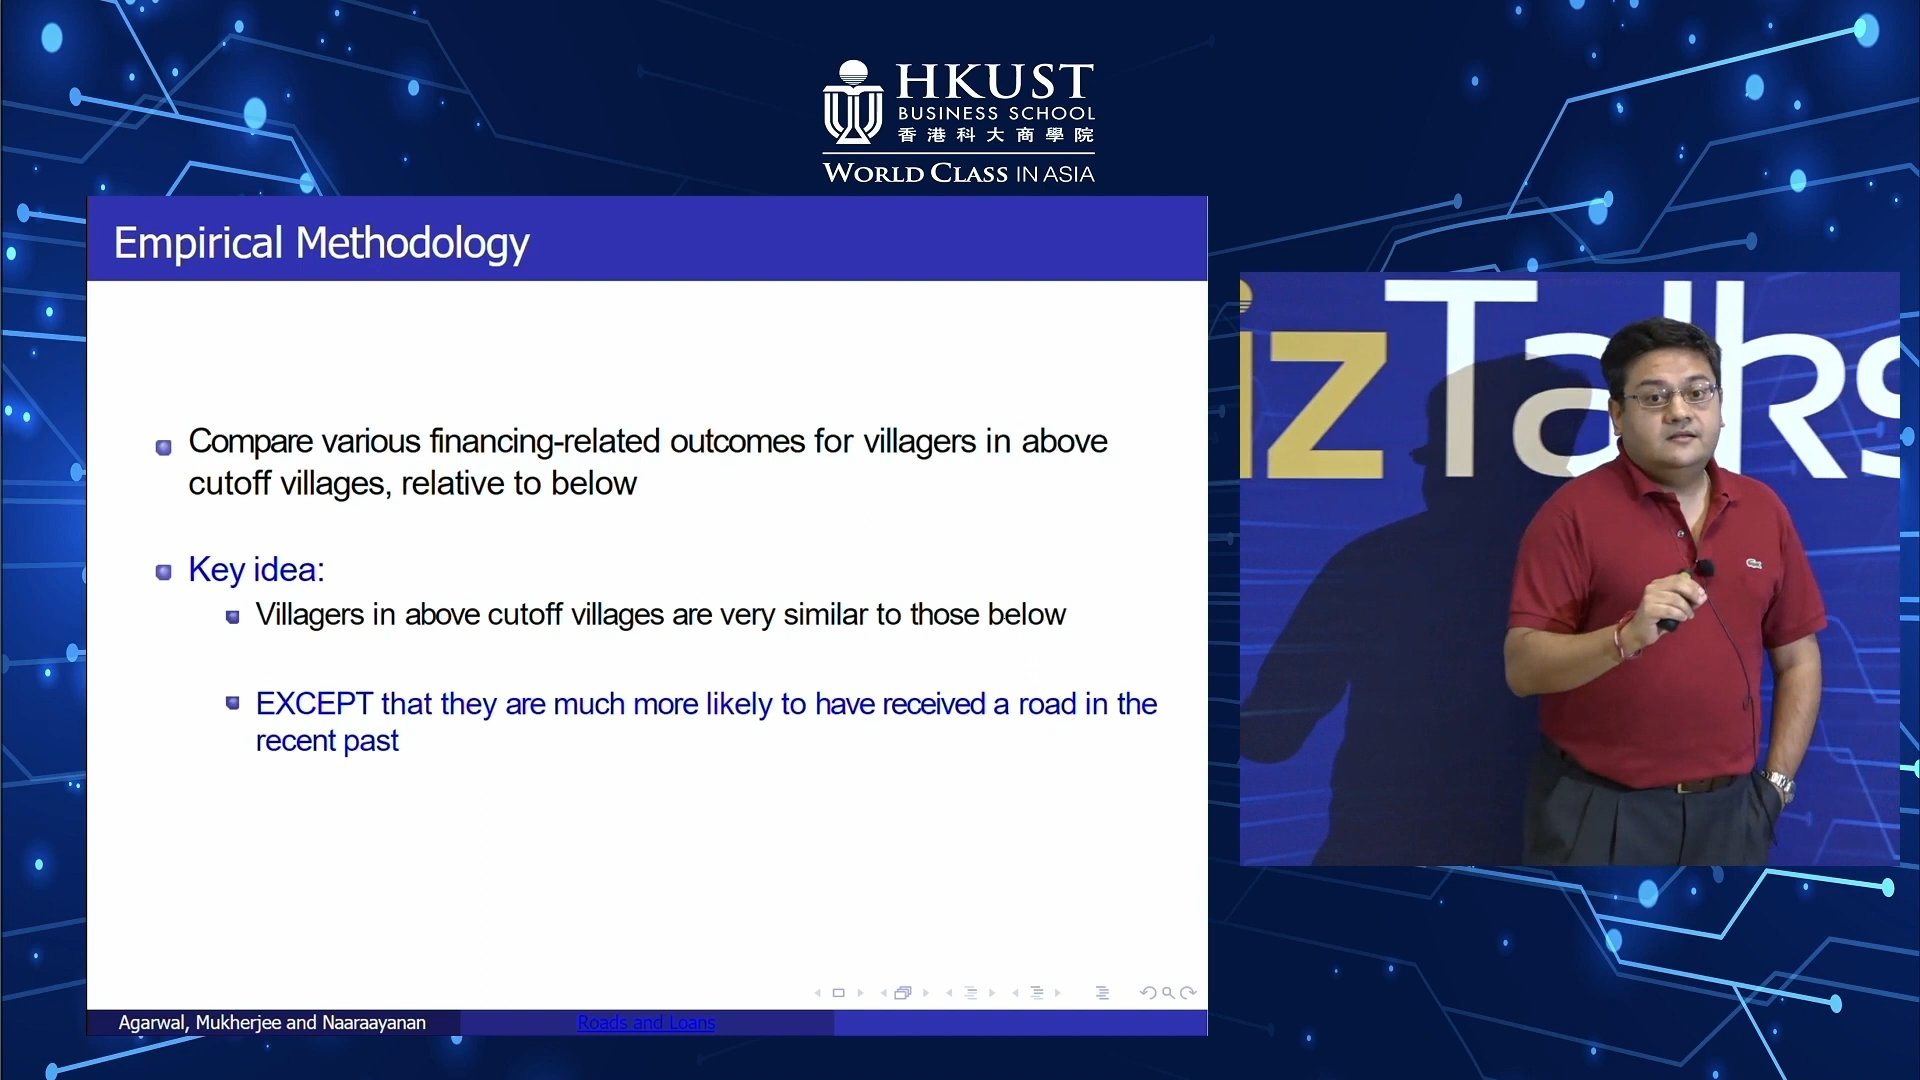 HKUST
BUSINESS SCHOOL
香港科大商學院
WORLD CLASS IN ASIA
Empirical Methodology
Compare various financing-related outcomes for villagers in above
cutoff villages, relative to below
Key idea:
Villagers in above cutoff villages are very similar to those below
EXCEPT that they are much more likely to have received a road in the
recent past
Agarwal, Mukherjee and Naaraayanan
Roads and Loans
iz Talks